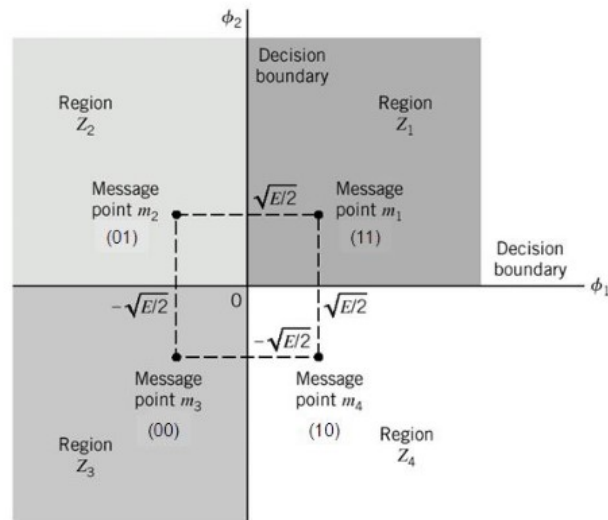 ϕ₂
Decision
boundary
Region
Z₂
Region
Z₁
Message
point m₂
(01)
√E/2
Message
point m₁
(11)
Decision
boundary
ϕ₁
−√E/2
0
√E/2
−√E/2
Message
point m₃
(00)
Message
point m₄
(10)
Region
Z₃
Region
Z₄